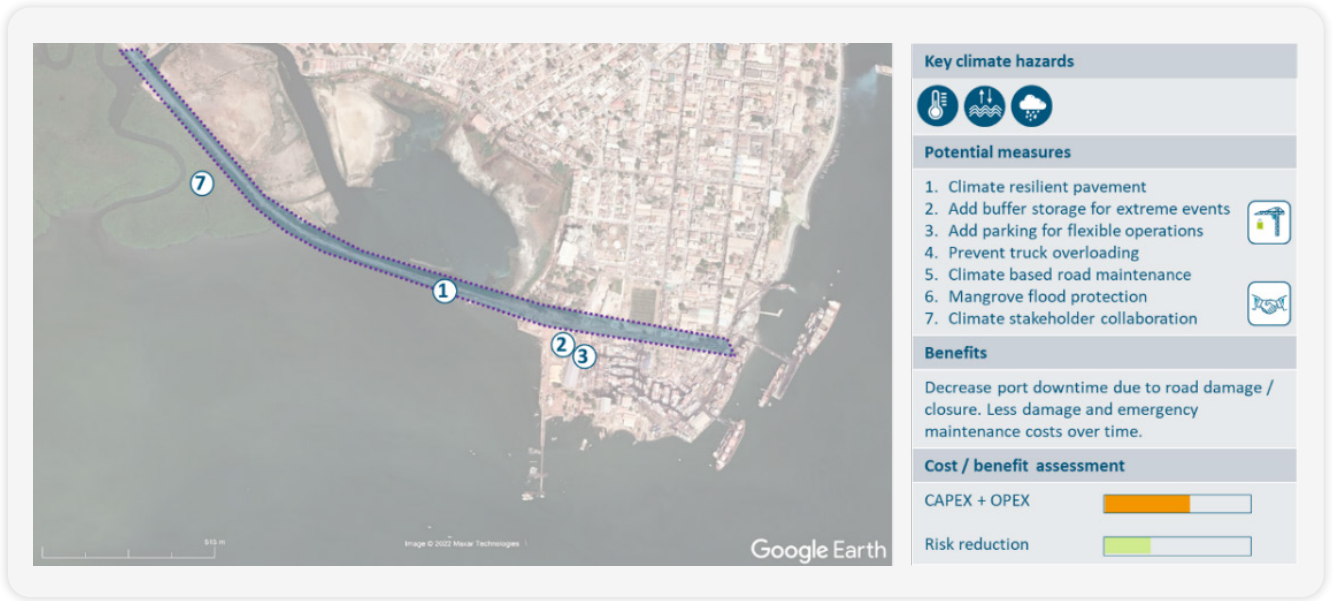 7
1
2
3
515 m
Image © 2022 Maxar Technologies
Google Earth
Key climate hazards
Potential measures
1. Climate resilient pavement
2. Add buffer storage for extreme events
3. Add parking for flexible operations
4. Prevent truck overloading
5. Climate based road maintenance
6. Mangrove flood protection
7. Climate stakeholder collaboration
Benefits
Decrease port downtime due to road damage /
closure. Less damage and emergency
maintenance costs over time.
Cost / benefit assessment
CAPEX + OPEX
Risk reduction